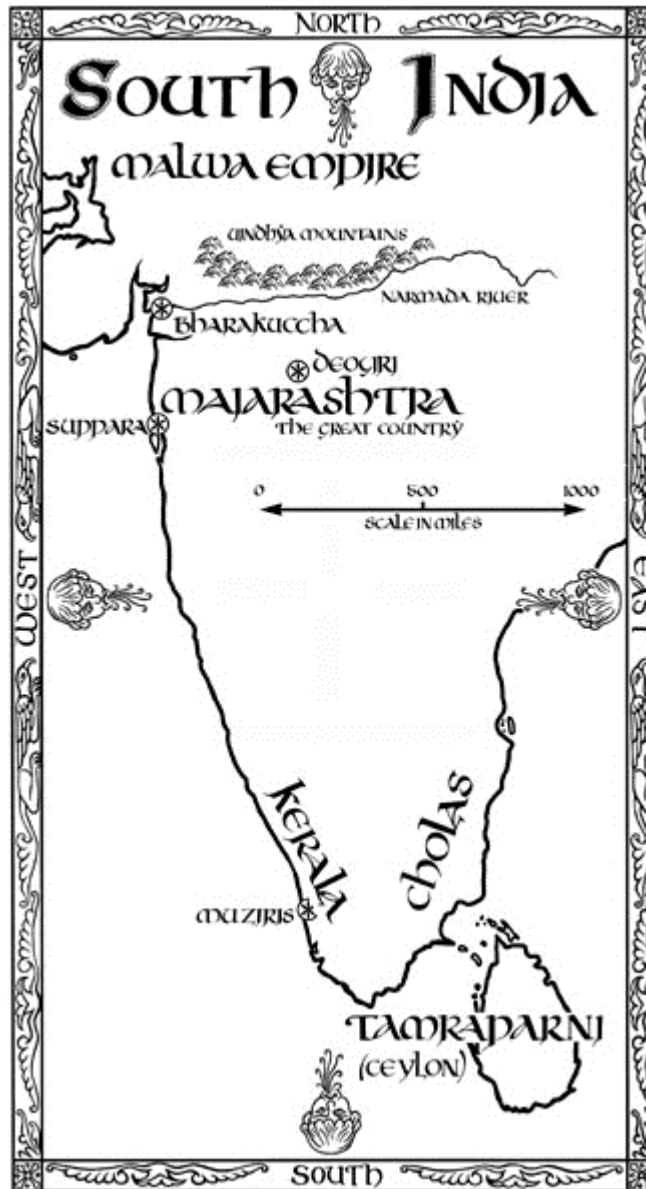 NORTH
SOUTH INDIA
MALWA EMPIRE
VINDHYA MOUNTAINS
NARMADA RIVER
BHARAKUCCHA
DEOGIRI
MAJARASHTRA
SUPPARA
THE GREAT COUNTRY
0 500 1000
SCALE IN MILES
WEST
EAST
KERALA
CHOLAS
MUZIRIS
TAMRAPARNI
(CEYLON)
SOUTH